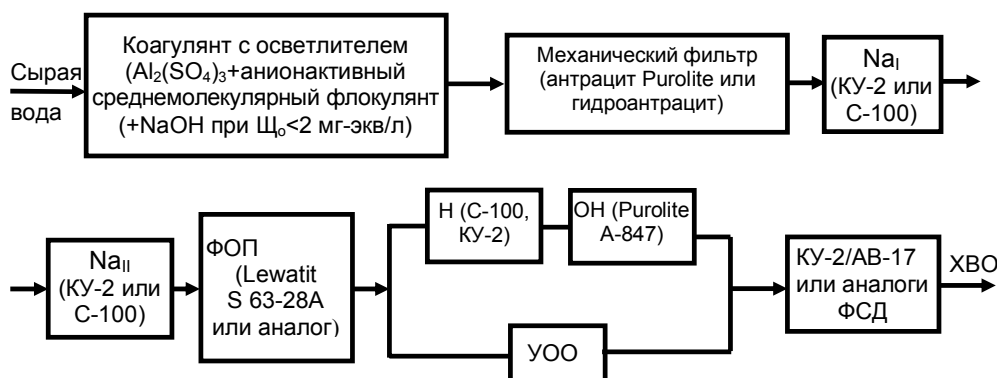 Сырая
вода
Коагулянт с осветлителем
(Al₂(SO₄)₃+анионактивный
среднемолекулярный флокулянт
(+NaOH при Щₒ<2 мг-экв/л)
Механический фильтр
(антрацит Purolite или
гидроантрацит)
Naᴵ
(КУ-2 или
С-100)
Naᴵᴵ
(КУ-2 или
С-100)
ФОП
(Lewatit
S 63-28A
или аналог)
Н (С-100,
КУ-2)
ОН (Purolite
А-847)
УОО
КУ-2/АВ-17
или аналоги
ФСД
ХВО